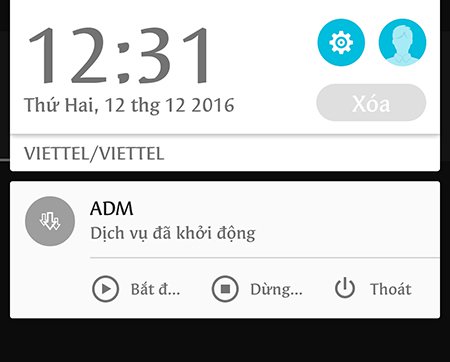 12:31
Thứ Hai, 12 thg 12 2016
Xóa
VIETTEL/VIETTEL
ADM
Dịch vụ đã khởi động
Bắt đ... Dừng... Thoát